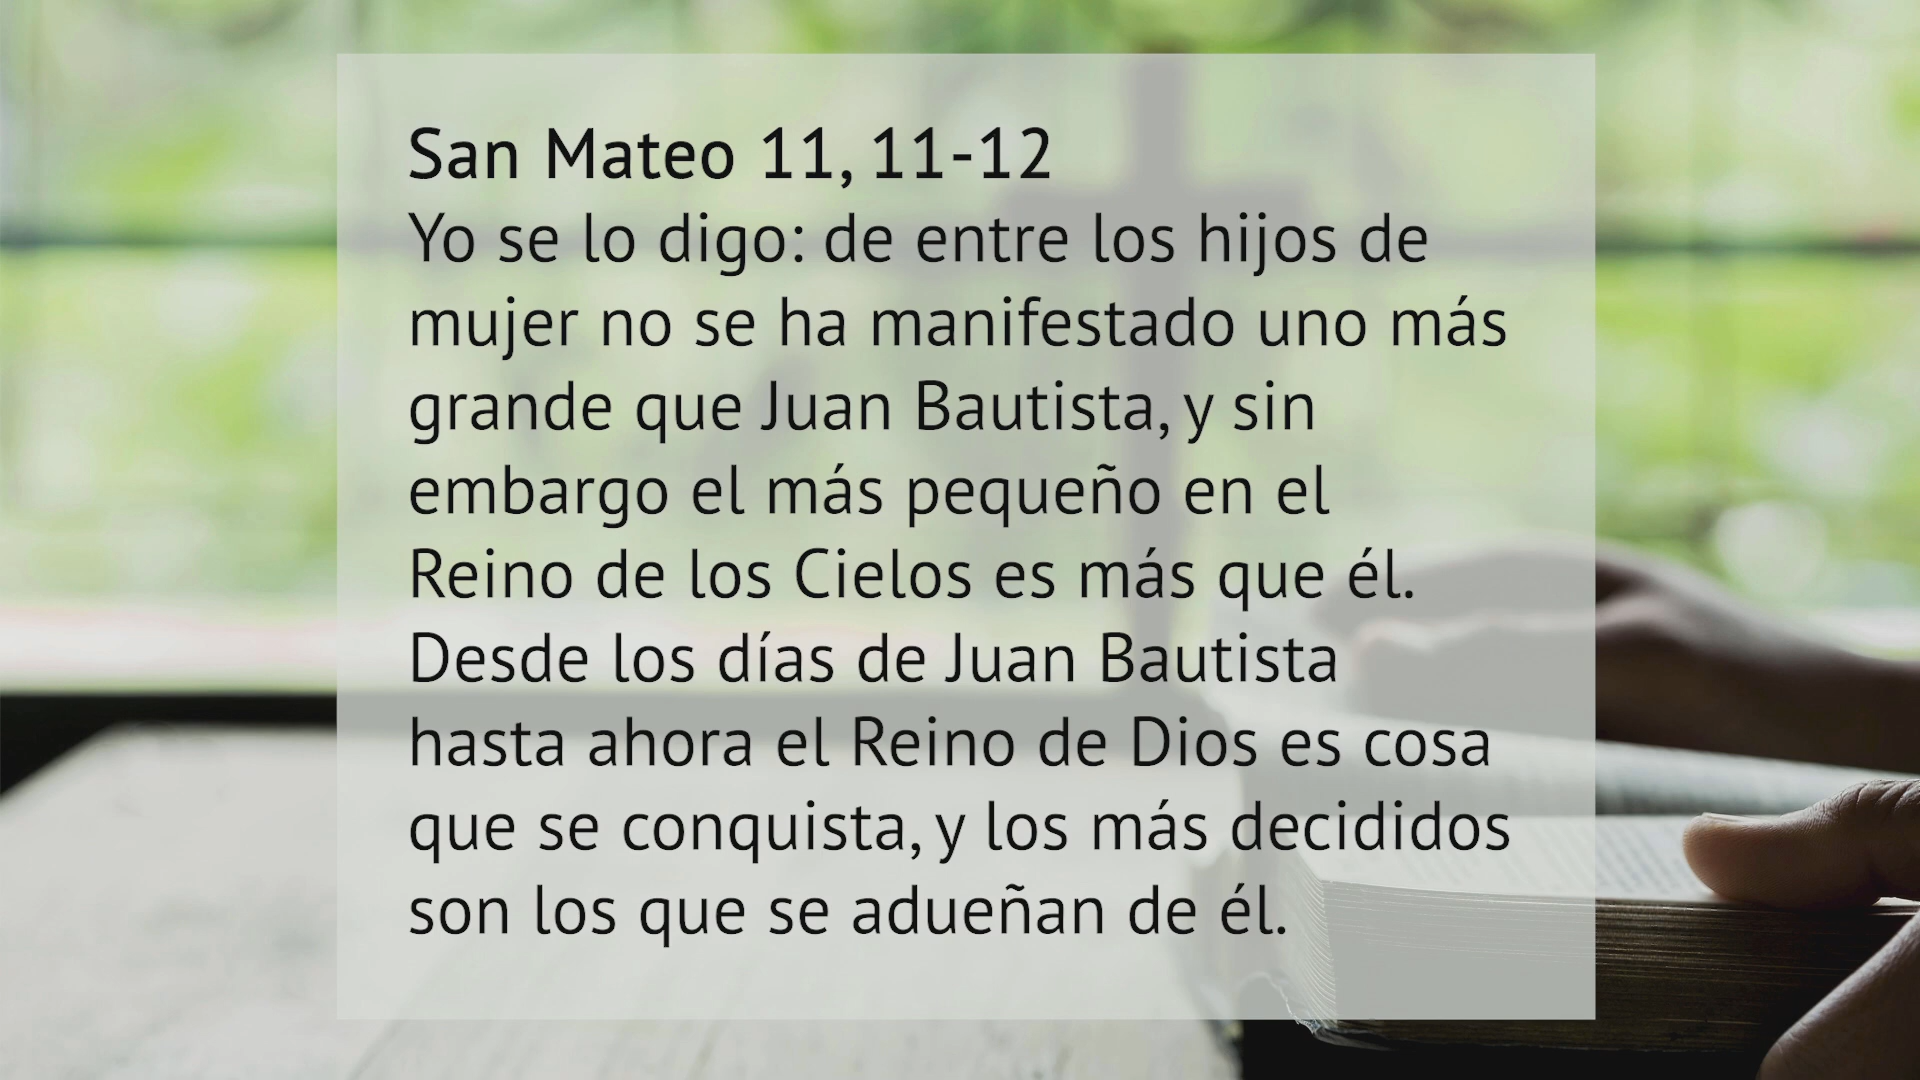 San Mateo 11, 11-12
Yo se lo digo: de entre los hijos de
mujer no se ha manifestado uno más
grande que Juan Bautista, y sin
embargo el más pequeño en el
Reino de los Cielos es más que él.
Desde los días de Juan Bautista
hasta ahora el Reino de Dios es cosa
que se conquista, y los más decididos
son los que se adueñan de él.